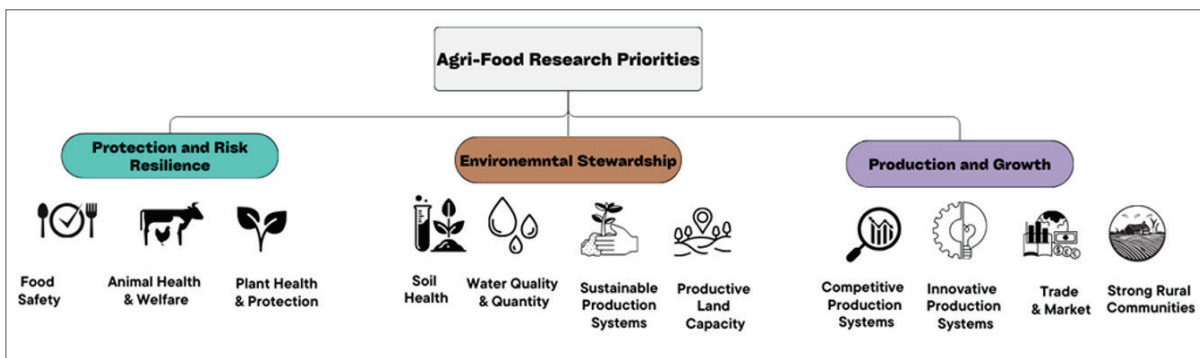 Agri-Food Research Priorities
Protection and Risk
Resilience
Environemntal Stewardship
Production and Growth
Food
Safety
Animal Health
& Welfare
Plant Health
& Protection
Soil
Health
Water Quality
& Quantity
Sustainable
Production
Systems
Productive
Land
Capacity
Competitive
Production
Systems
Innovative
Production
Systems
Trade
& Market
Strong Rural
Communities